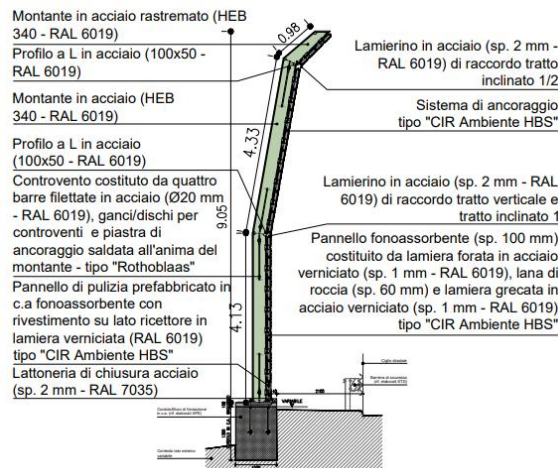 Montante in acciaio rastremato (HEB
340 - RAL 6019)
Profilo a L in acciaio (100x50 -
RAL 6019)
Montante in acciaio (HEB
340 - RAL 6019)
Profilo a L in acciaio
(100x50 - RAL 6019)
Controvento costituito da quattro
barre filettate in acciaio (Ø20 mm
- RAL 6019), ganci/dischi per
controventi e piastra di
ancoraggio saldata all'anima del
montante - tipo "Rothoblaas"
Pannello di pulizia prefabbricato in
c.a fonoassorbente con
rivestimento su lato ricettore in
lamiera verniciata (RAL 6019)
tipo "CIR Ambiente HBS"
Lattoneria di chiusura acciaio
(sp. 2 mm - RAL 7035)
0.98
4.33
9.05
4.13
Lamierino in acciaio (sp. 2 mm -
RAL 6019) di raccordo tratto
inclinato 1/2
Sistema di ancoraggio
tipo "CIR Ambiente HBS"
Lamierino in acciaio (sp. 2 mm - RAL
6019) di raccordo tratto verticale e
tratto inclinato 1
Pannello fonoassorbente (sp. 100 mm)
costituito da lamiera forata in acciaio
verniciato (sp. 1 mm - RAL 6019), lana di
roccia (sp. 60 mm) e lamiera grecata in
acciaio verniciato (sp. 1 mm - RAL 6019)
tipo "CIR Ambiente HBS"
Ciglio stradale
Barriera di sicurezza
VARIABILE